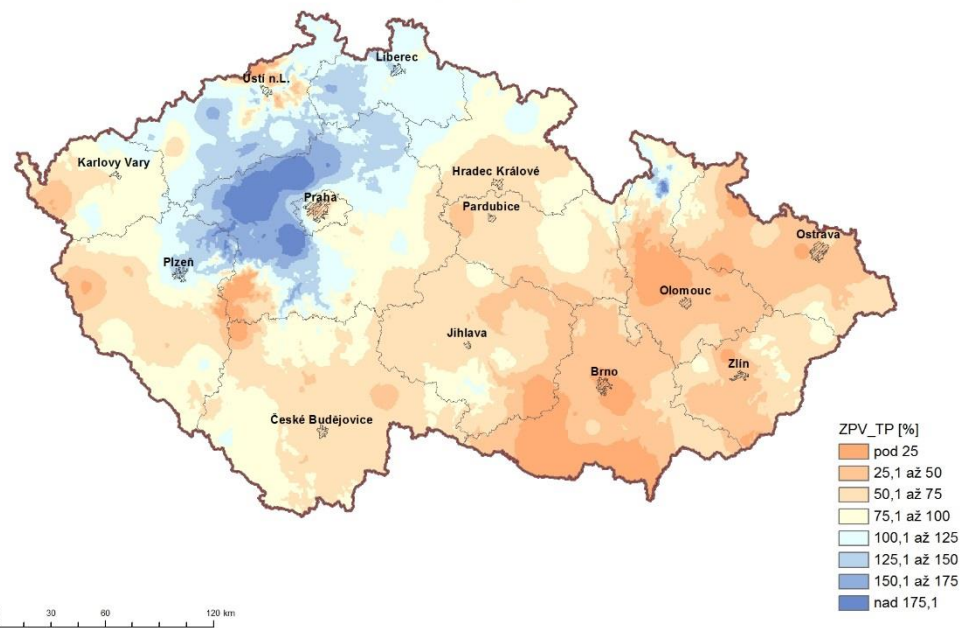 Liberec
Ústí n.L.
Karlovy Vary
Hradec Králové
Praha
Pardubice
Ostrava
Plzeň
Olomouc
Jihlava
Zlín
Brno
České Budějovice
ZPV_TP [%]
pod 25
25,1 až 50
50,1 až 75
75,1 až 100
100,1 až 125
125,1 až 150
150,1 až 175
nad 175,1
30 60 120 km